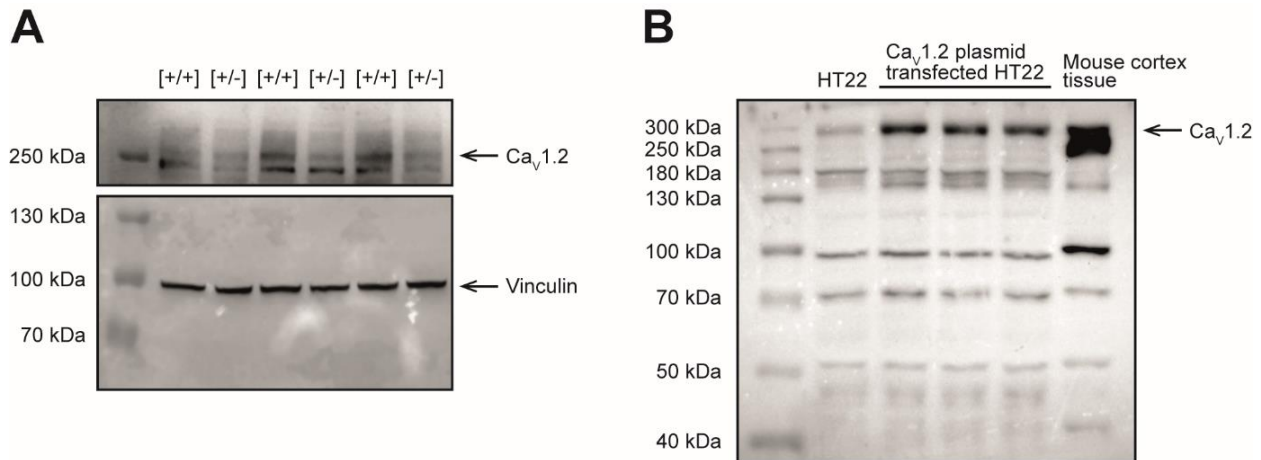 A
[+/+] [+/-] [+/+] [+/-] [+/+] [+/-]
250 kDa
CaV1.2
130 kDa
100 kDa
Vinculin
70 kDa
B
HT22
CaV1.2 plasmid
transfected HT22
Mouse cortex
tissue
300 kDa
CaV1.2
250 kDa
180 kDa
130 kDa
100 kDa
70 kDa
50 kDa
40 kDa